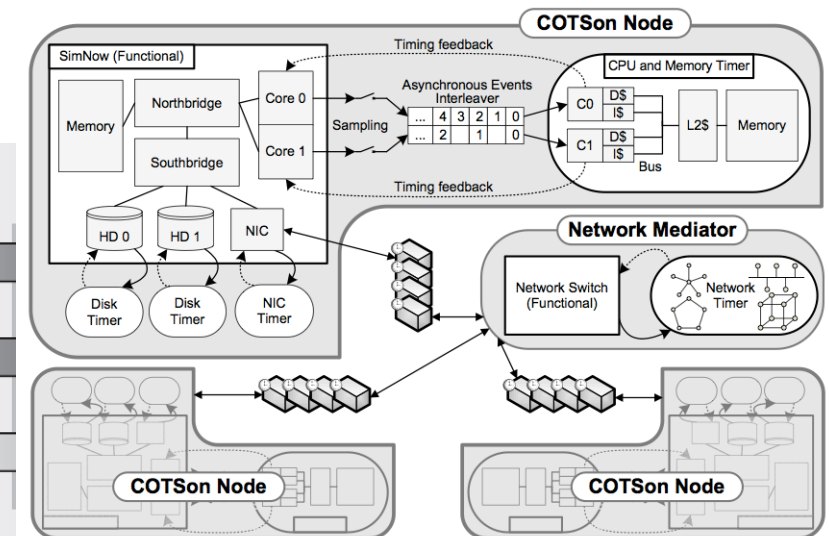 COTSon Node
SimNow (Functional)
Memory
Northbridge
Southbridge
Core 0
Core 1
HD 0
HD 1
NIC
Disk
Timer
Disk
Timer
NIC
Timer
Timing feedback
Sampling
Asynchronous Events
Interleaver
... 4 3 2 1 0
... 2 1 0
Timing feedback
CPU and Memory Timer
C0
D$
I$
C1
D$
I$
Bus
L2$
Memory
Network Mediator
Network Switch
(Functional)
Network
Timer
COTSon Node
COTSon Node